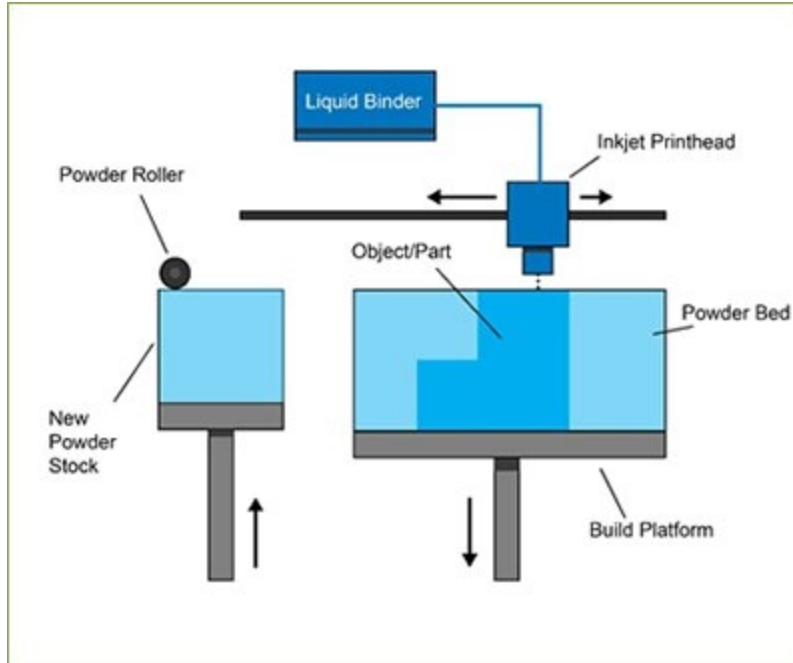 Liquid Binder
Inkjet Printhead
Powder Roller
Object/Part
Powder Bed
New
Powder
Stock
Build Platform